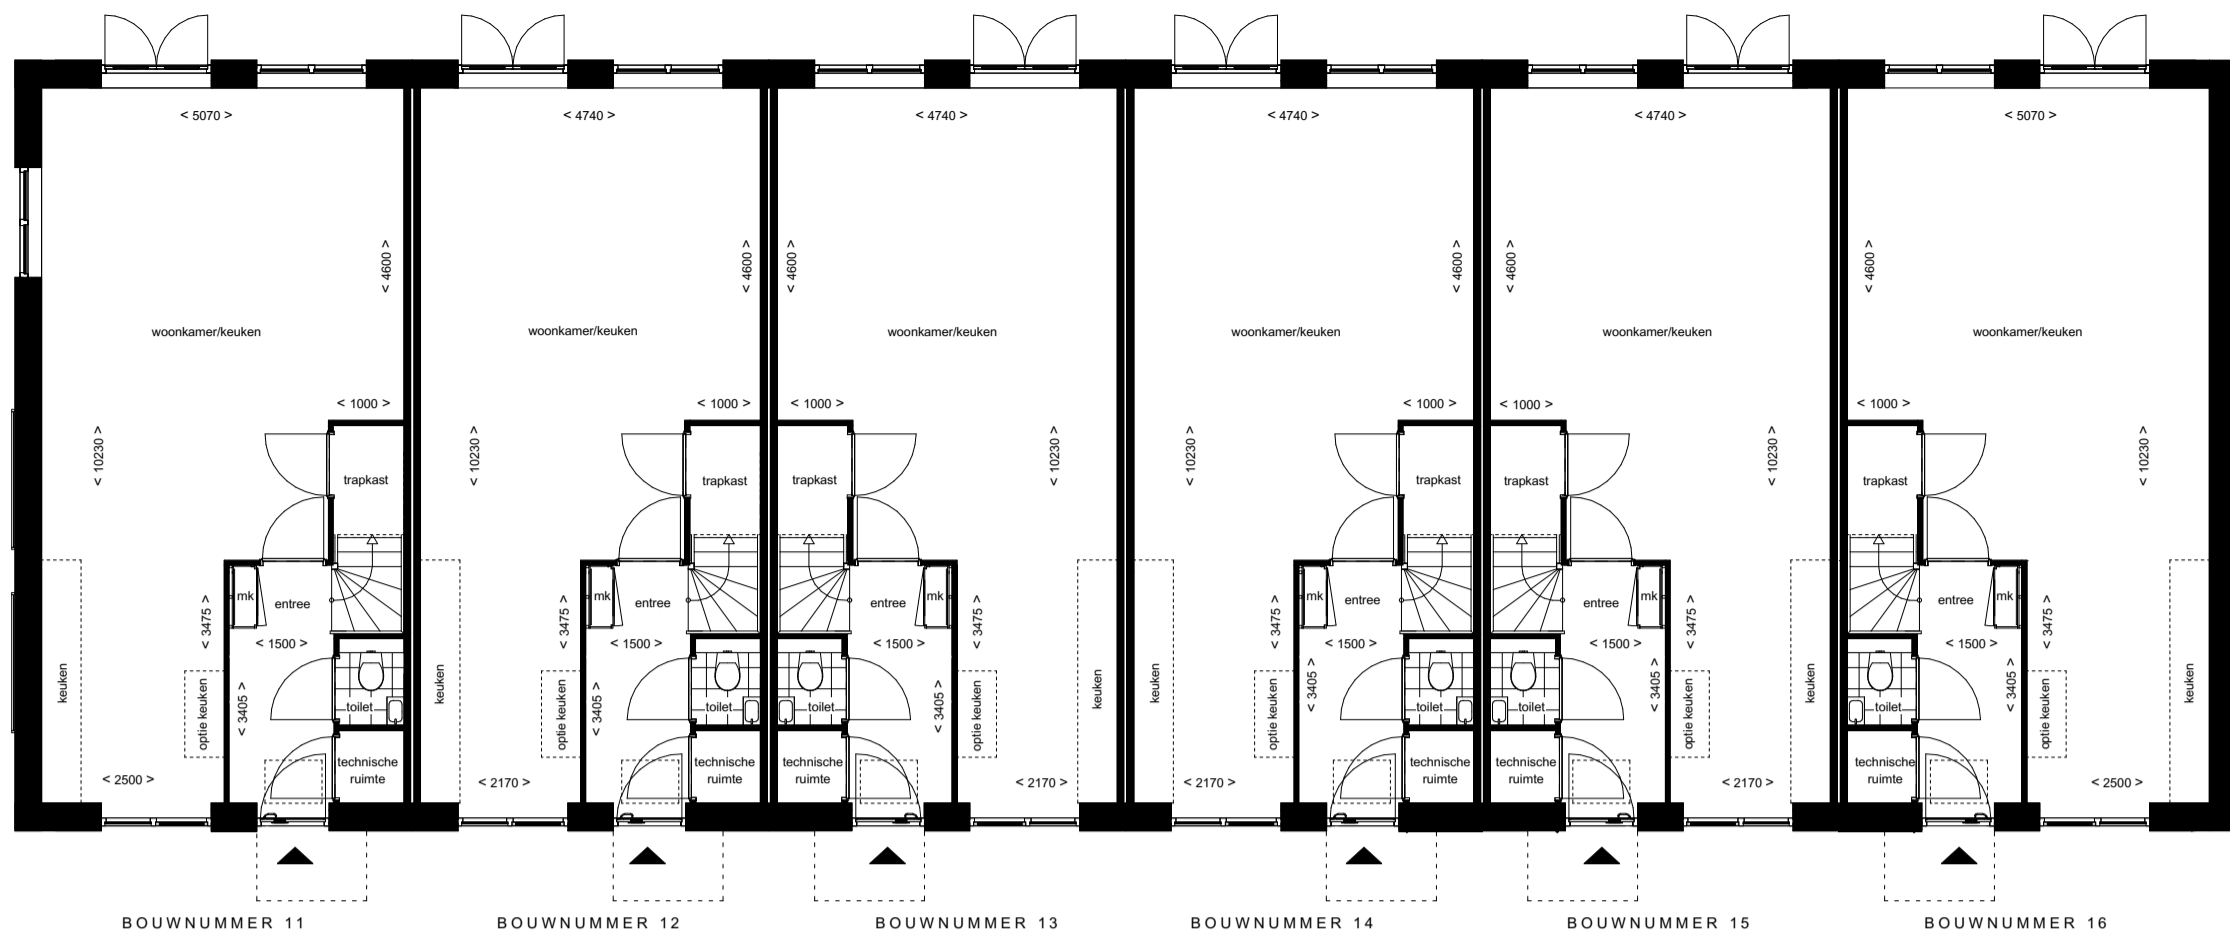 < 5070 >
< 4740 >
< 4740 >
< 4740 >
< 4740 >
< 5070 >
< 4600 >
< 4600 >
< 4600 >
< 4600 >
< 4600 >
< 4600 >
woonkamer/keuken
woonkamer/keuken
woonkamer/keuken
woonkamer/keuken
woonkamer/keuken
woonkamer/keuken
< 1000 >
< 1000 >
< 1000 >
< 1000 >
< 1000 >
< 1000 >
< 10230 >
< 10230 >
< 10230 >
< 10230 >
< 10230 >
< 10230 >
trapkast
trapkast
trapkast
trapkast
trapkast
trapkast
mk
entree
mk
entree
entree
mk
mk
entree
entree
mk
entree
mk
< 3475 >
< 3475 >
< 3475 >
< 3475 >
< 3475 >
< 3475 >
< 1500 >
< 1500 >
< 1500 >
< 1500 >
< 1500 >
< 1500 >
keuken
keuken
keuken
keuken
keuken
keuken
< 3405 >
< 3405 >
< 3405 >
< 3405 >
< 3405 >
< 3405 >
optie keuken
optie keuken
optie keuken
optie keuken
optie keuken
optie keuken
toilet
toilet
toilet
toilet
toilet
toilet
technische
ruimte
technische
ruimte
technische
ruimte
technische
ruimte
technische
ruimte
technische
ruimte
< 2500 >
< 2170 >
< 2170 >
< 2170 >
< 2170 >
< 2500 >
BOUWNUMMER 11
BOUWNUMMER 12
BOUWNUMMER 13
BOUWNUMMER 14
BOUWNUMMER 15
BOUWNUMMER 16